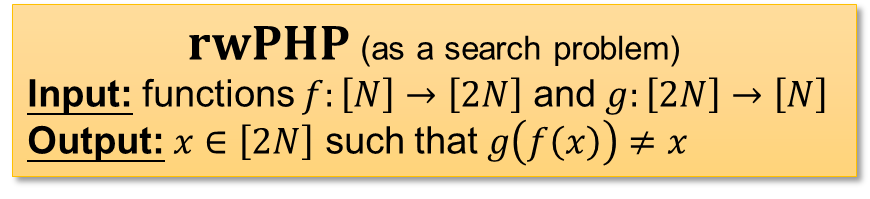 rwPHP (as a search problem)
Input: functions f: [N] → [2N] and g: [2N] → [N]
Output: x ∈ [2N] such that g(f(x)) ≠ x